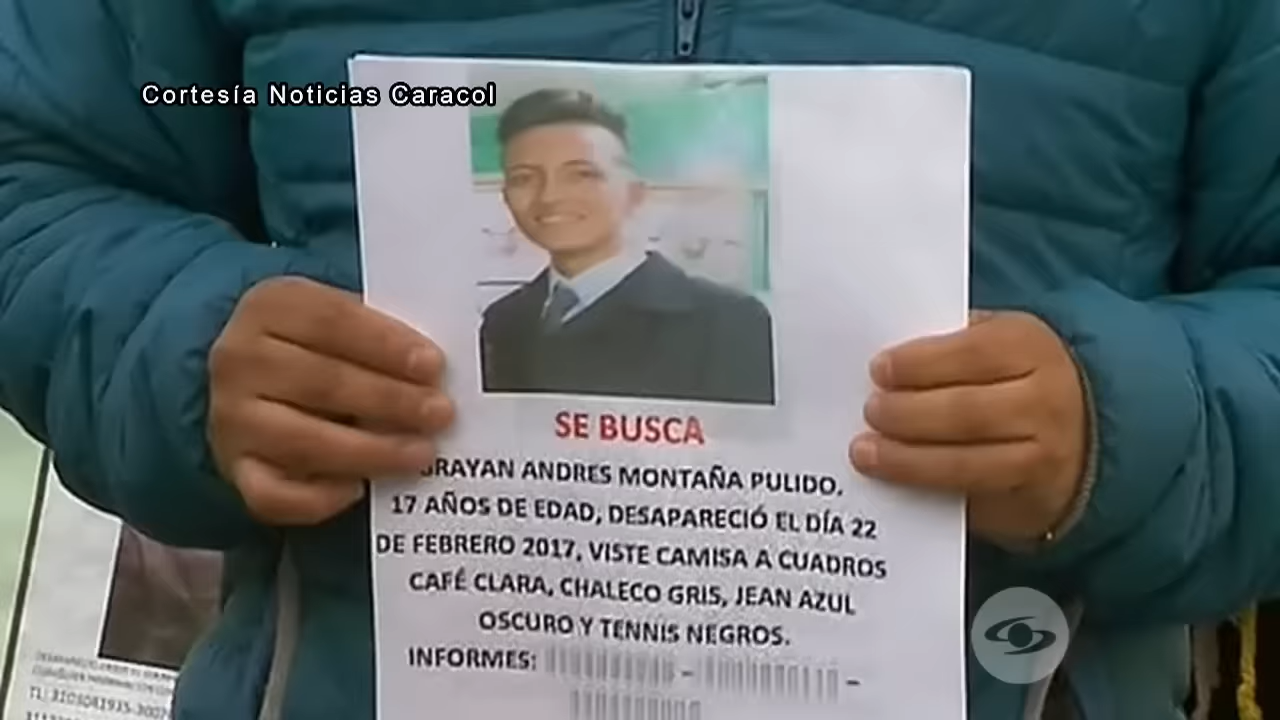 Cortesía Noticias Caracol
SE BUSCA
ANDRES MONTAÑA PULIDO.
17 AÑOS DE EDAD, DESAPARECIÓ EL DÍA 22
DE FEBRERO 2017, VISTE CAMISA A CUADROS
CAFÉ CLARA, CHALECO GRIS, JEAN AZUL
OSCURO Y TENNIS NEGROS.
INFORMES: